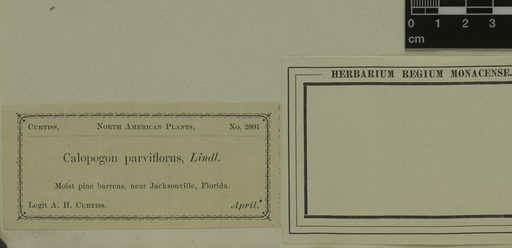 0 1 2 3
cm
HERBARIUM REGIUM MONACENSE.
CURTISS, NORTH AMERICAN PLANTS, No. 2801
Calopogon parviflorus, Lindl.
Moist pine barrens, near Jacksonville, Florida.
Legit A. H. CURTISS. April.